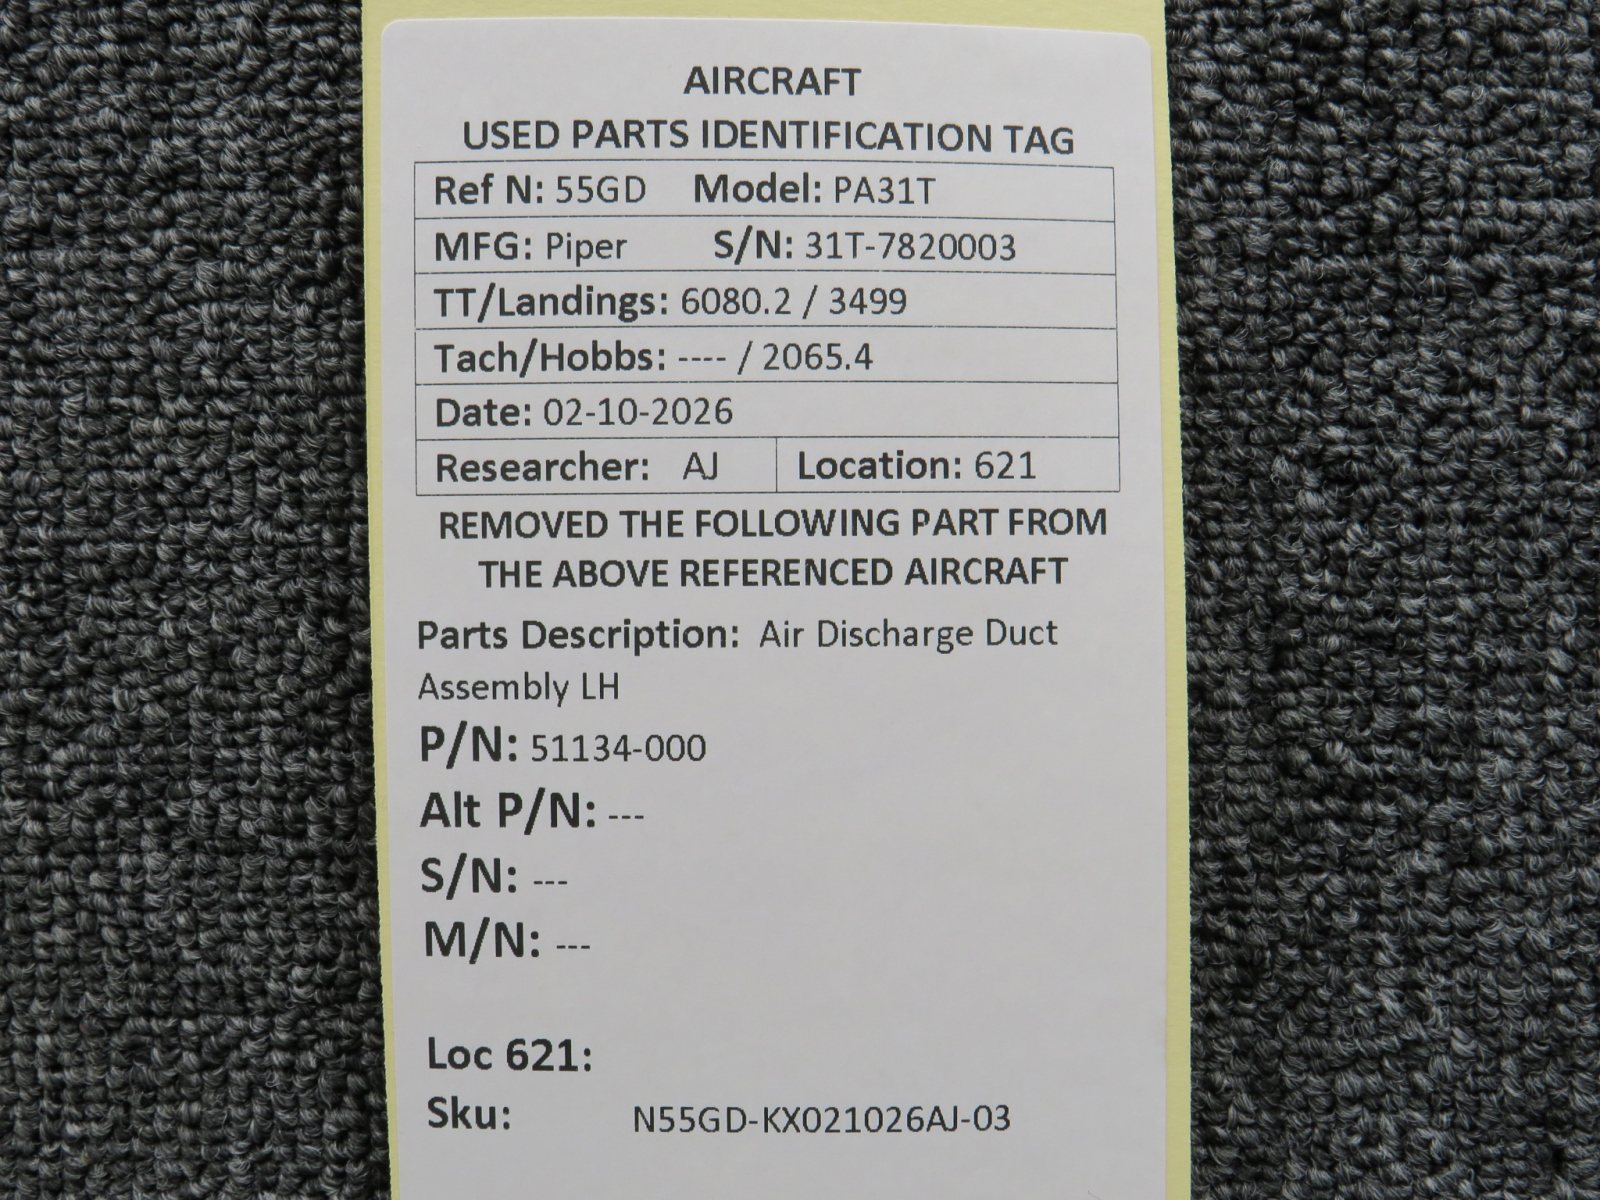 AIRCRAFT
USED PARTS IDENTIFICATION TAG
Ref N: 55GD Model: PA31T
MFG: Piper S/N: 31T-7820003
TT/Landings: 6080.2 / 3499
Tach/Hobbs: ---- / 2065.4
Date: 02-10-2026
Researcher: AJ Location: 621
REMOVED THE FOLLOWING PART FROM
THE ABOVE REFERENCED AIRCRAFT
Parts Description: Air Discharge Duct
Assembly LH
P/N: 51134-000
Alt P/N: ---
S/N: ---
M/N: ---
Loc 621:
Sku: N55GD-KX021026AJ-03